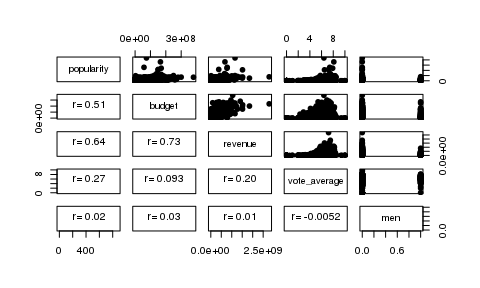 0e+00 3e+08 0 4 8
popularity 0
0e+00 r= 0.51 budget
r= 0.64 r= 0.73 revenue 0.0e+00
0 8 r= 0.27 r= 0.093 r= 0.20 vote_average
r= 0.02 r= 0.03 r= 0.01 r= -0.0052 men 0.0
0 400 0.0e+00 2.5e+09 0.0 0.6